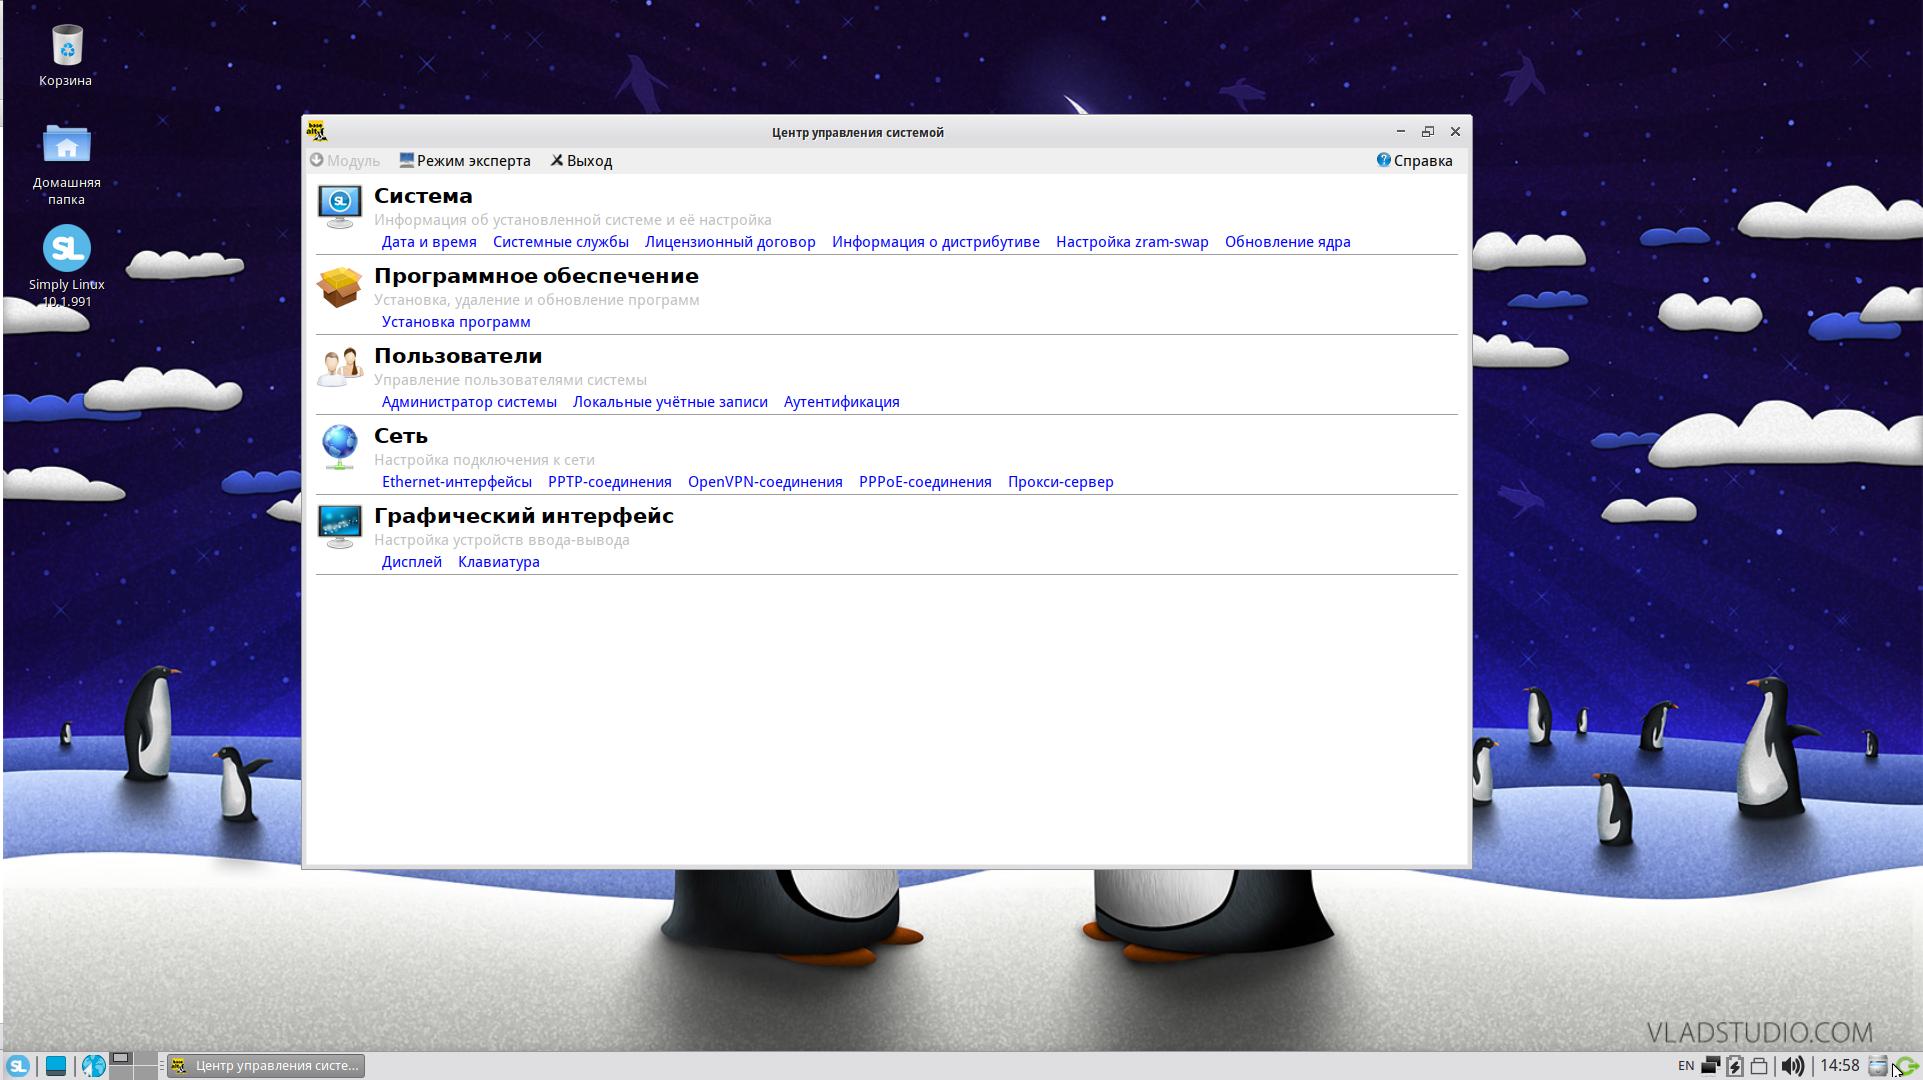 Корзина
Домашняя
папка
SL
Simply Linux
10.1.991
base
alt
Центр управления системой
Модуль
Режим эксперта
Выход
Справка
SL
Система
Информация об установленной системе и её настройка
Дата и время Системные службы Лицензионный договор Информация о дистрибутиве Настройка zram-swap Обновление ядра
Программное обеспечение
Установка, удаление и обновление программ
Установка программ
Пользователи
Управление пользователями системы
Администратор системы Локальные учётные записи Аутентификация
Сеть
Настройка подключения к сети
Ethernet-интерфейсы PPTP-соединения OpenVPN-соединения PPPoE-соединения Прокси-сервер
Графический интерфейс
Настройка устройств ввода-вывода
Дисплей Клавиатура
VLADSTUDIO.COM
SL
Центр управления систе...
EN
14:58